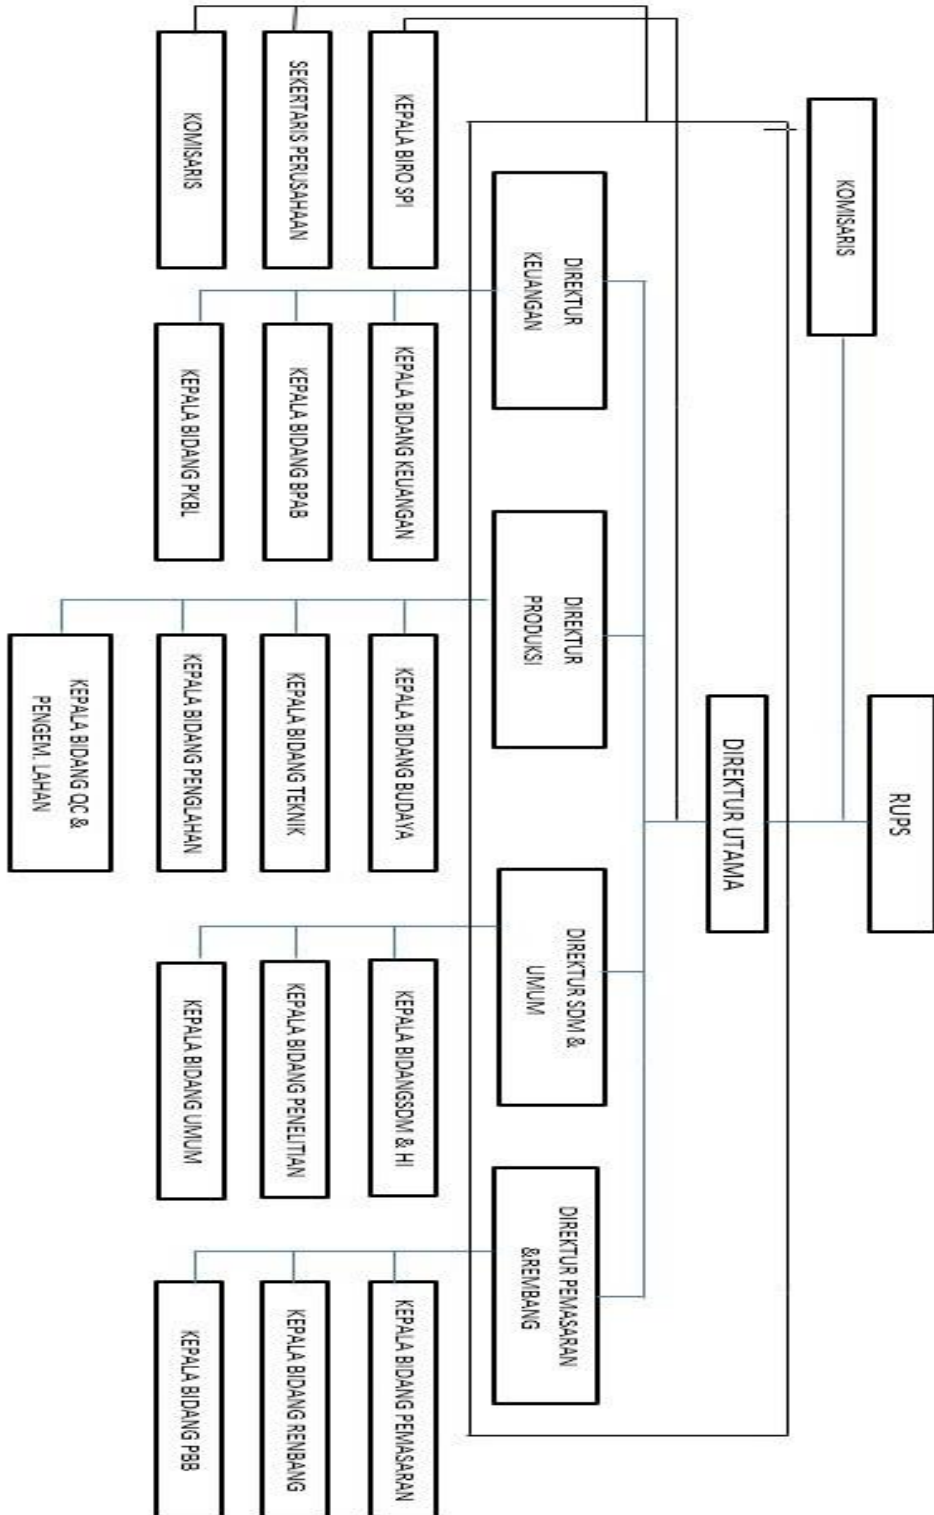 RUPS
KOMISARIS
DIREKTUR UTAMA
DIREKTUR
KEUANGAN
DIREKTUR
PRODUKSI
DIREKTUR SDM &
UMUM
DIREKTUR PEMASARAN
&REMBANG
KEPALA BIRO SPI
SEKERTARIS PERUSAHAAN
KOMISARIS
KEPALA BIDANG KEUANGAN
KEPALA BIDANG BPAB
KEPALA BIDANG PKBL
KEPALA BIDANG BUDAYA
KEPALA BIDANG TEKNIK
KEPALA BIDANG PENGLAHAN
KEPALA BIDANG QC &
PENGEM. LAHAN
KEPALA BIDANGSDM & HI
KEPALA BIDANG PENELITIAN
KEPALA BIDANG UMUM
KEPALA BIDANG PEMASARAN
KEPALA BIDANG RENBANG
KEPALA BIDANG PBB